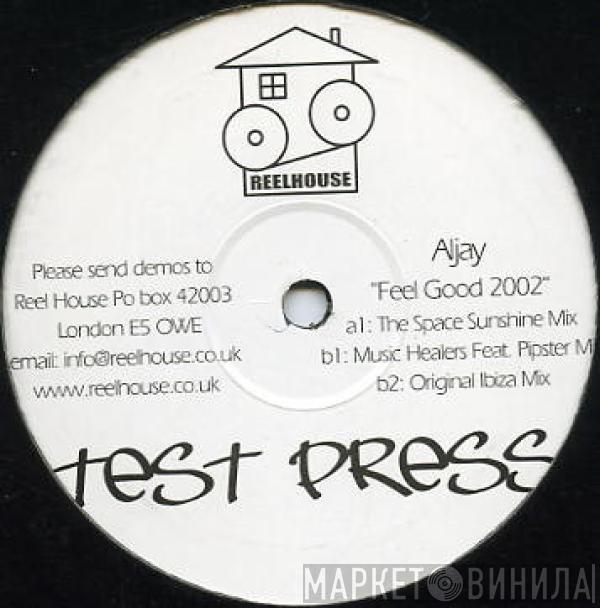 REELHOUSE
Please send demos to
Reel House Po box 42003
London E5 OWE
email: info@reelhouse.co.uk
www.reelhouse.co.uk
Aljay
"Feel Good 2002"
a1: The Space Sunshine Mix
b1: Music Healers Feat. Pipster M
b2: Original Ibiza Mix
test press
МАРКЕТ ВИНИЛА